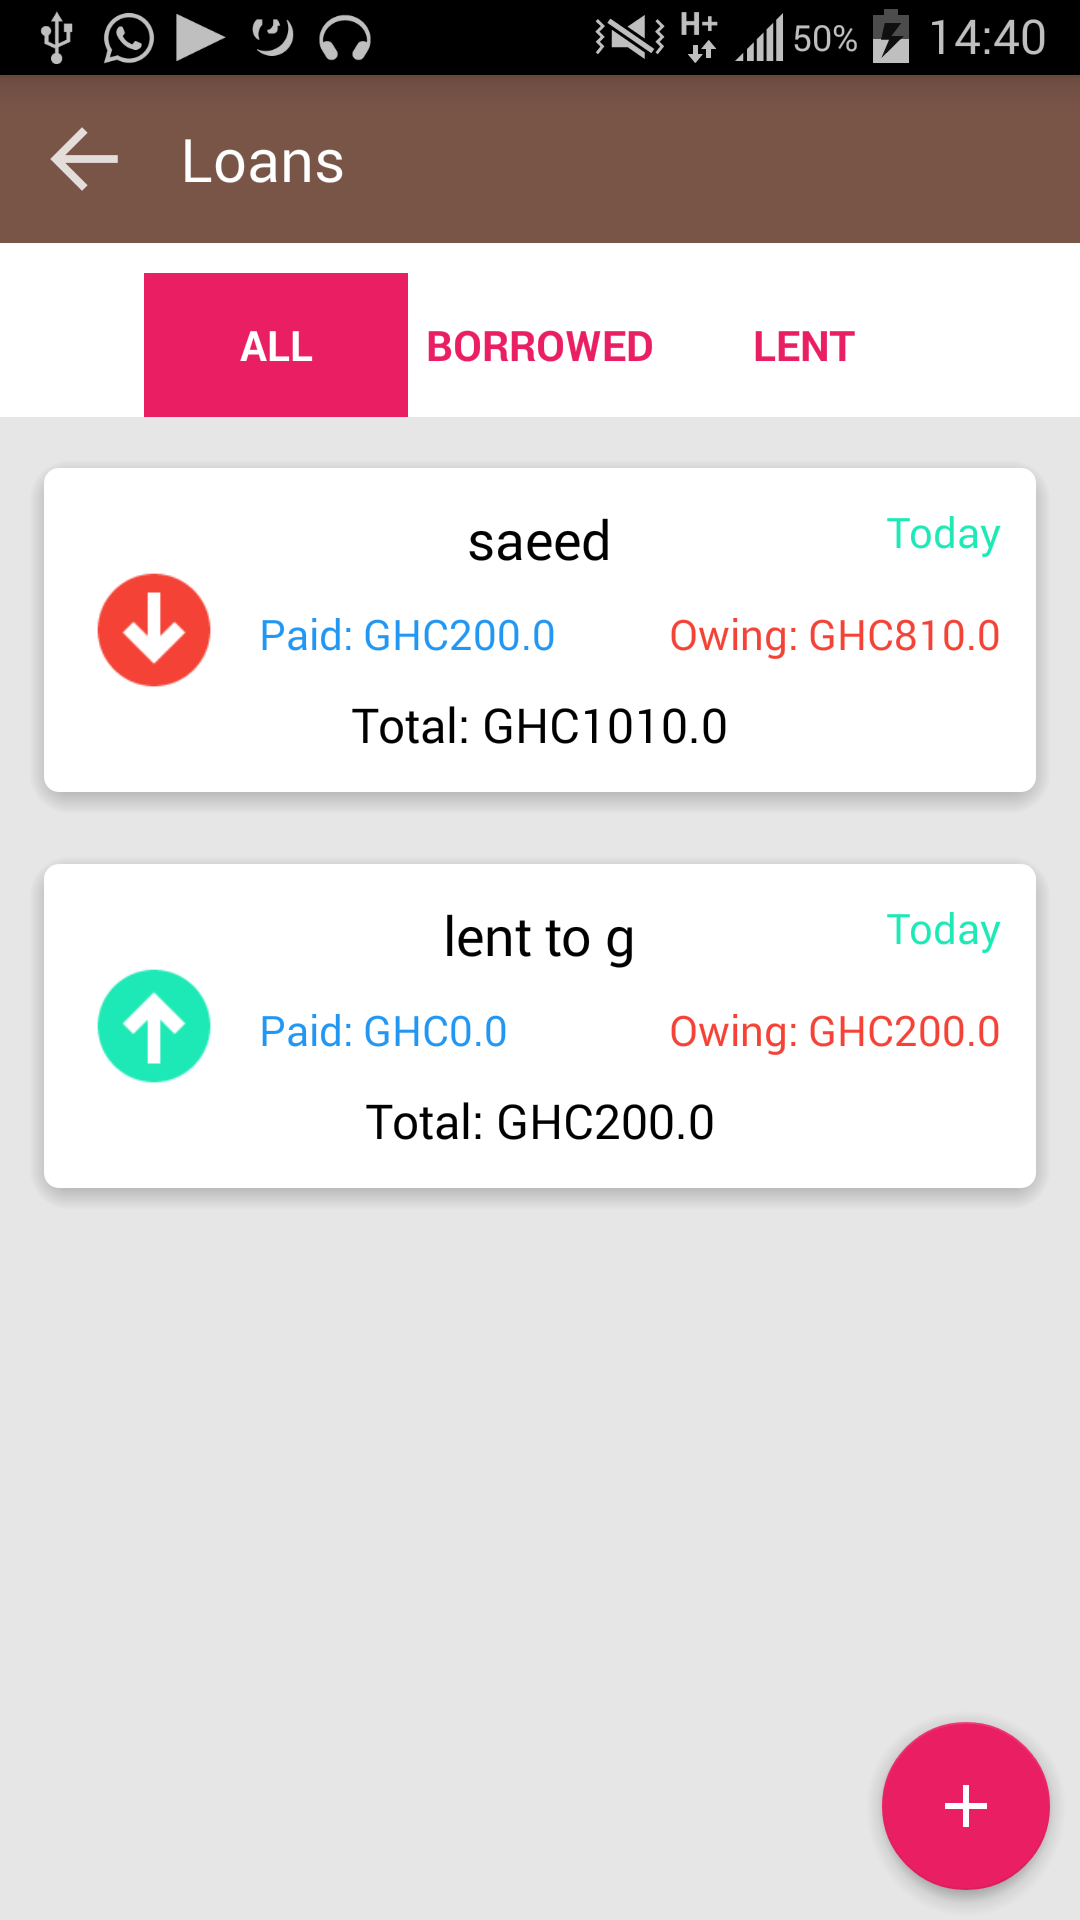 H+ 50% 14:40
Loans
ALL BORROWED LENT
saeed Today
Paid: GHC200.0 Owing: GHC810.0
Total: GHC1010.0
lent to g Today
Paid: GHC0.0 Owing: GHC200.0
Total: GHC200.0